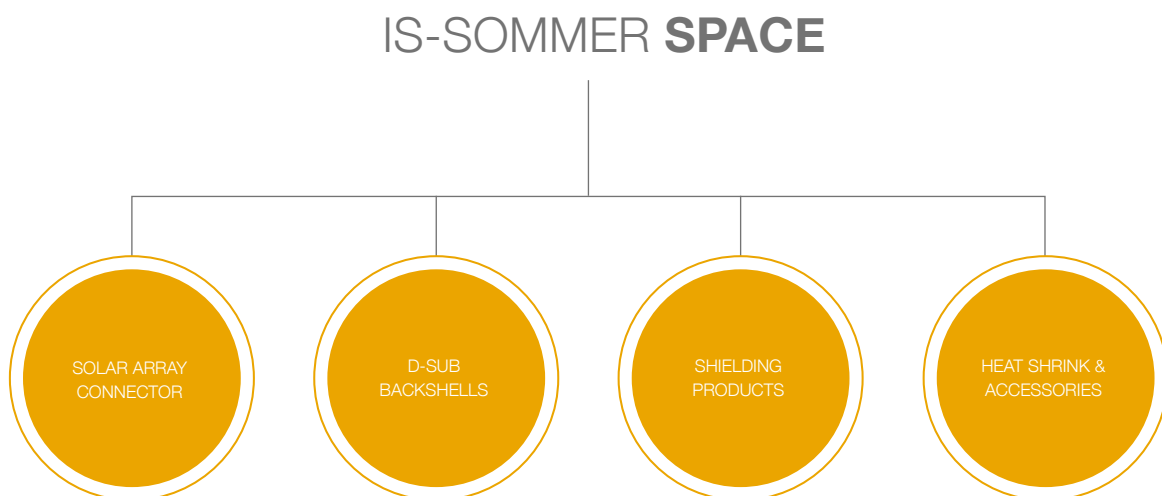 IS-SOMMER SPACE
SOLAR ARRAY
CONNECTOR
D-SUB
BACKSHELLS
SHIELDING
PRODUCTS
HEAT SHRINK &
ACCESSORIES